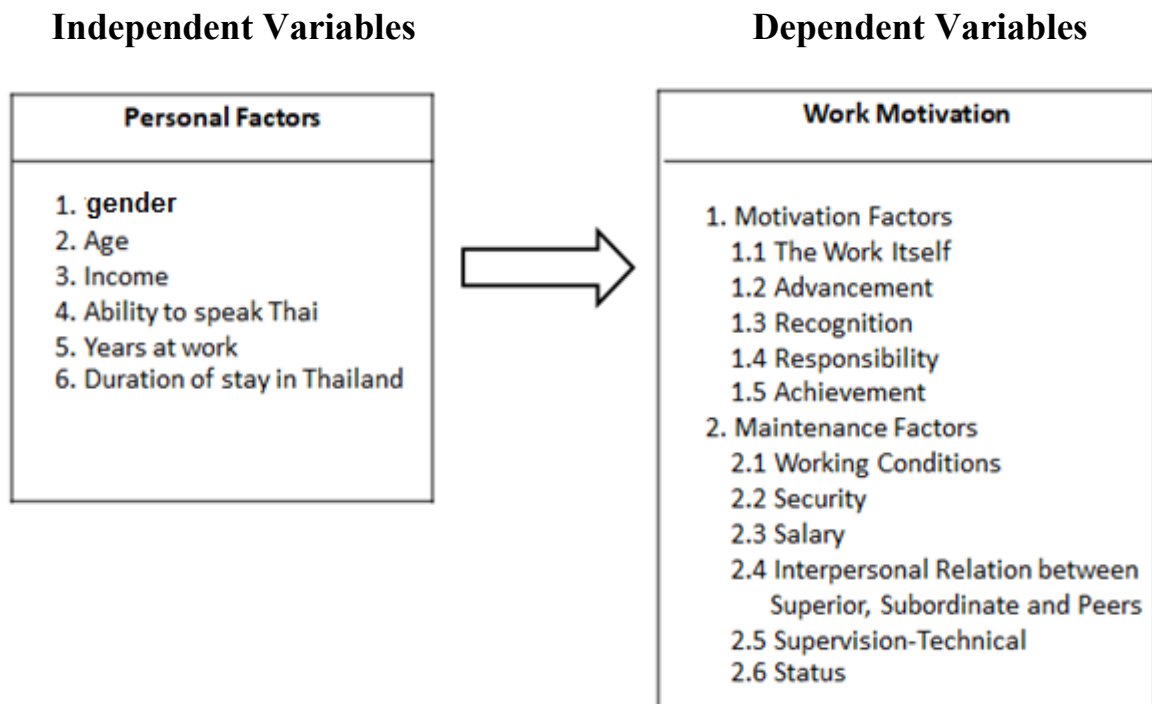 Independent Variables
Personal Factors
1. gender
2. Age
3. Income
4. Ability to speak Thai
5. Years at work
6. Duration of stay in Thailand
Dependent Variables
Work Motivation
1. Motivation Factors
1.1 The Work Itself
1.2 Advancement
1.3 Recognition
1.4 Responsibility
1.5 Achievement
2. Maintenance Factors
2.1 Working Conditions
2.2 Security
2.3 Salary
2.4 Interpersonal Relation between
Superior, Subordinate and Peers
2.5 Supervision-Technical
2.6 Status